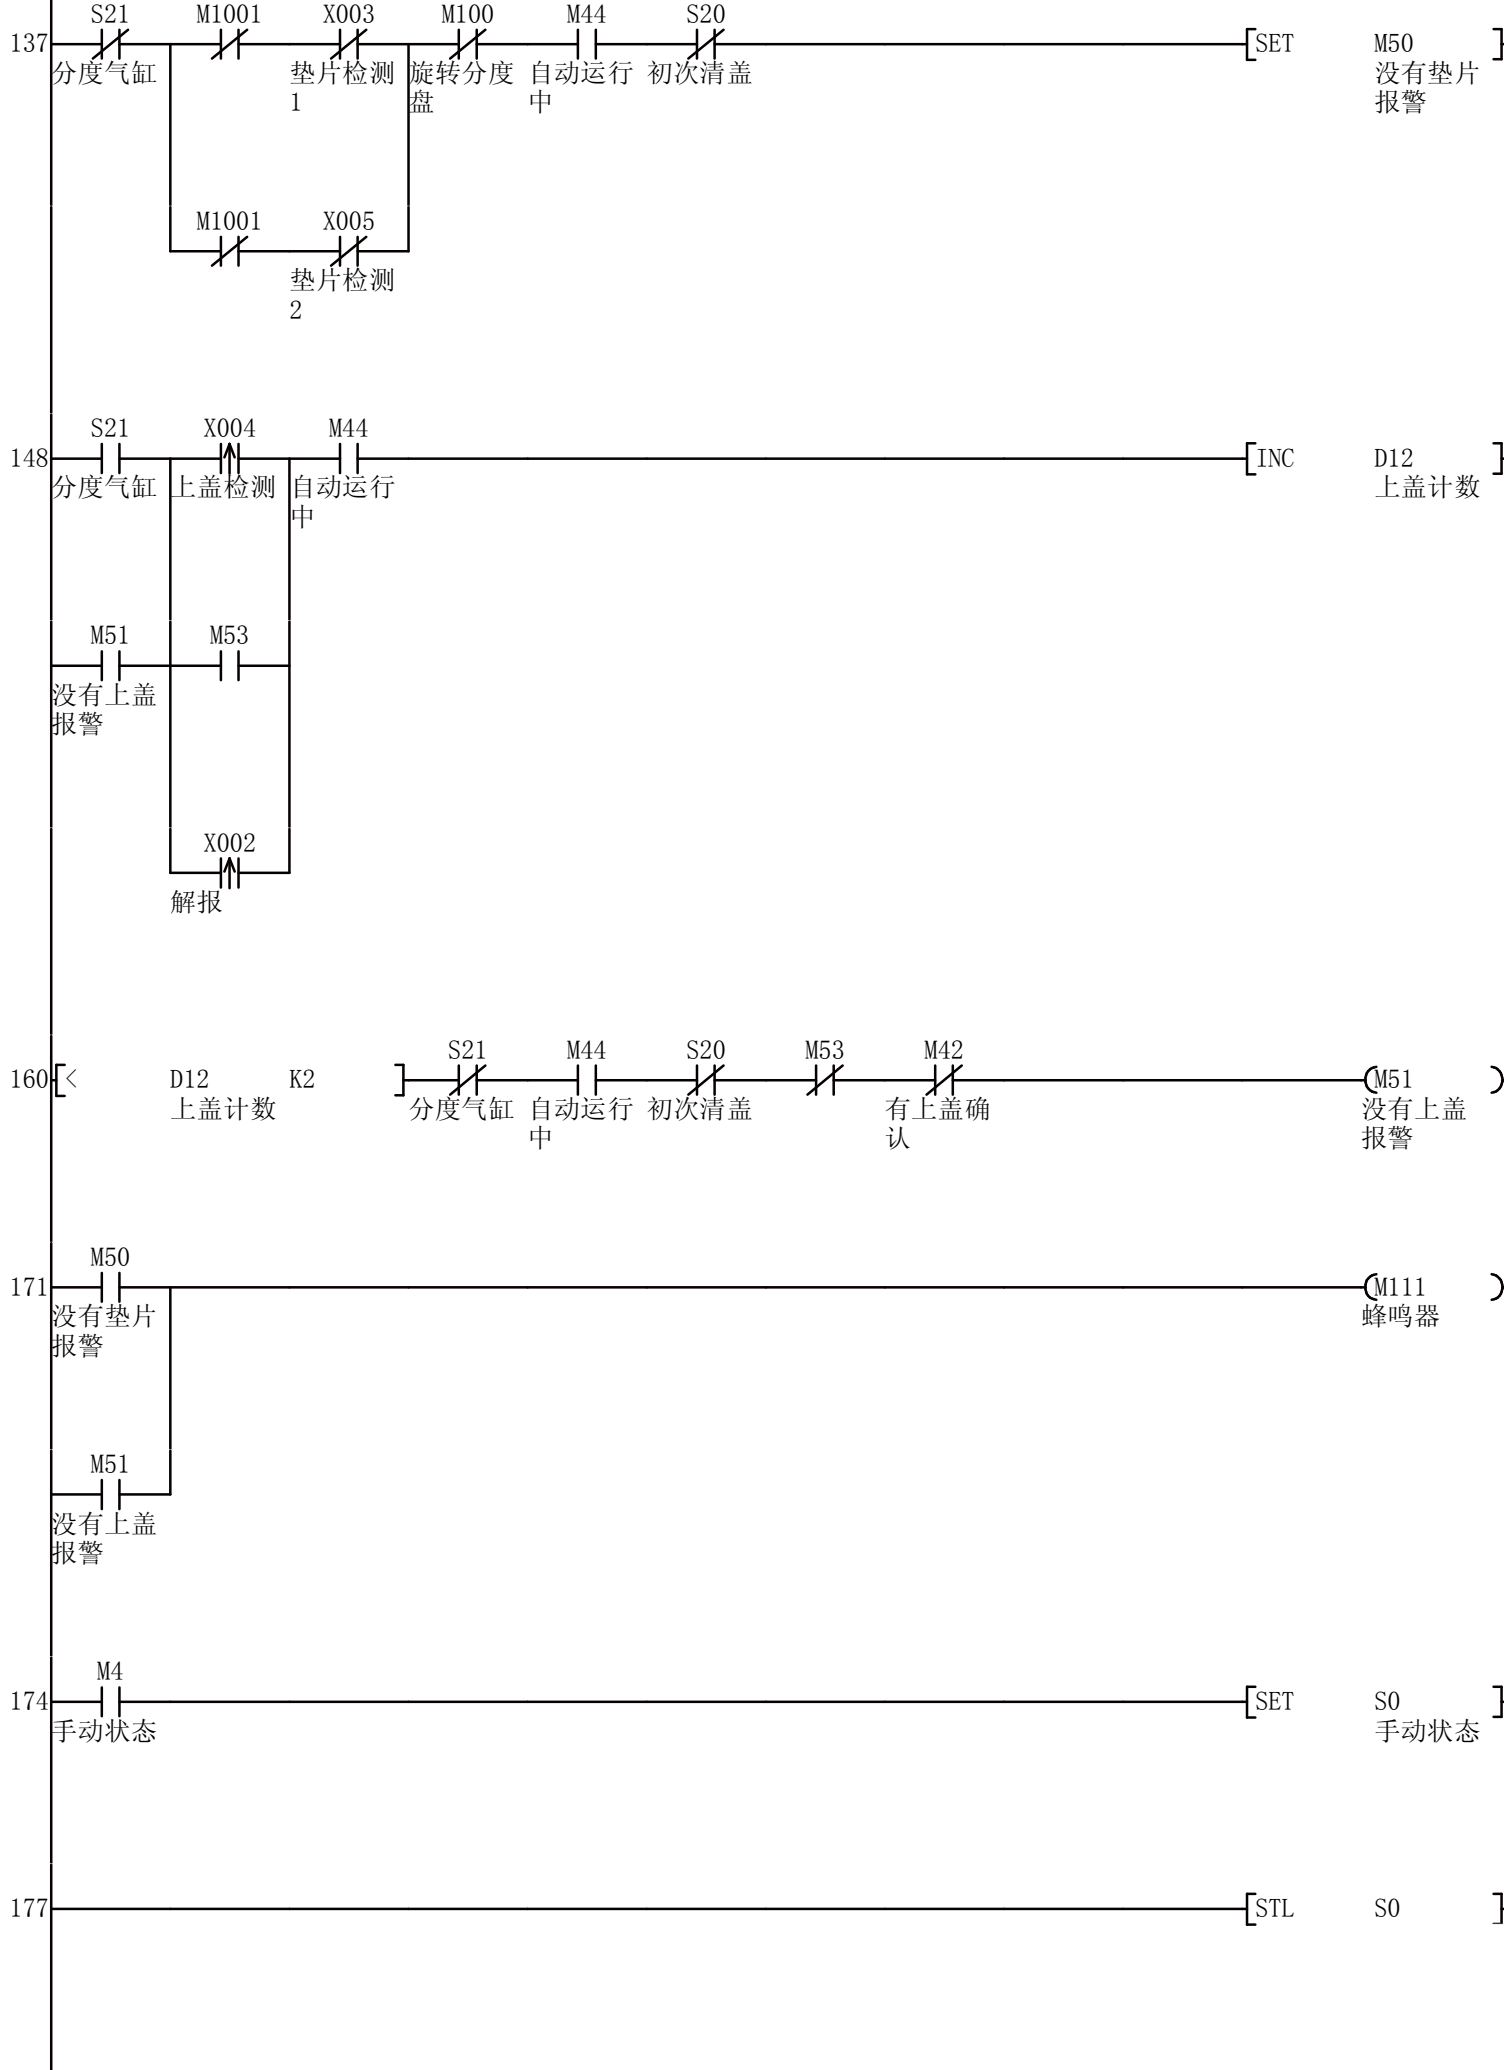 S21 M1001 X003 M100 M44 S20
137 [SET M50 ]
分度气缸 垫片检测 旋转分度 自动运行 初次清盖 没有垫片
1 盘 中 报警
M1001 X005
垫片检测
2
S21 X004 M44
148 [INC D12 ]
分度气缸 上盖检测 自动运行 上盖计数
中
M51 M53
没有上盖
报警
X002
解报
S21 M44 S20 M53 M42
160 [< D12 K2 ] (M51 )
上盖计数 分度气缸 自动运行 初次清盖 有上盖确 没有上盖
中 认 报警
M50
171 (M111 )
没有垫片 蜂鸣器
报警
M51
没有上盖
报警
M4
174 [SET S0 ]
手动状态 手动状态
177 [STL S0 ]